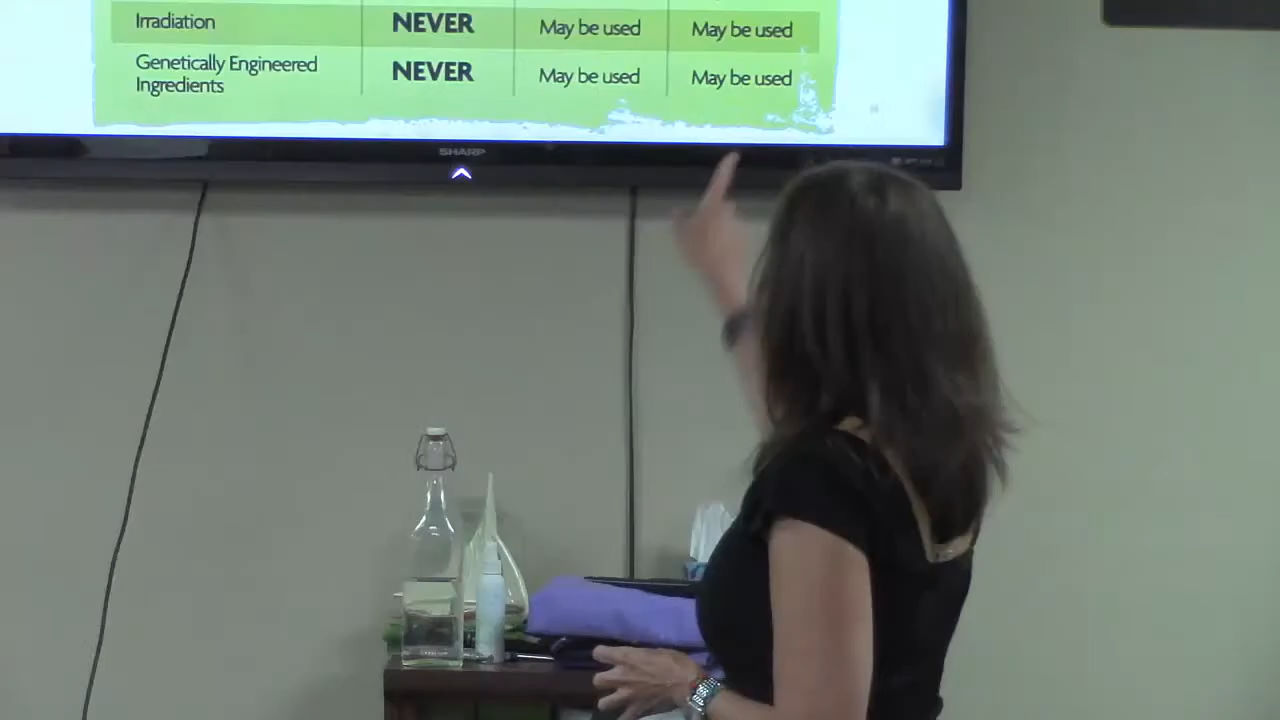 Irradiation NEVER May be used May be used
Genetically Engineered
Ingredients NEVER May be used May be used
SHARP